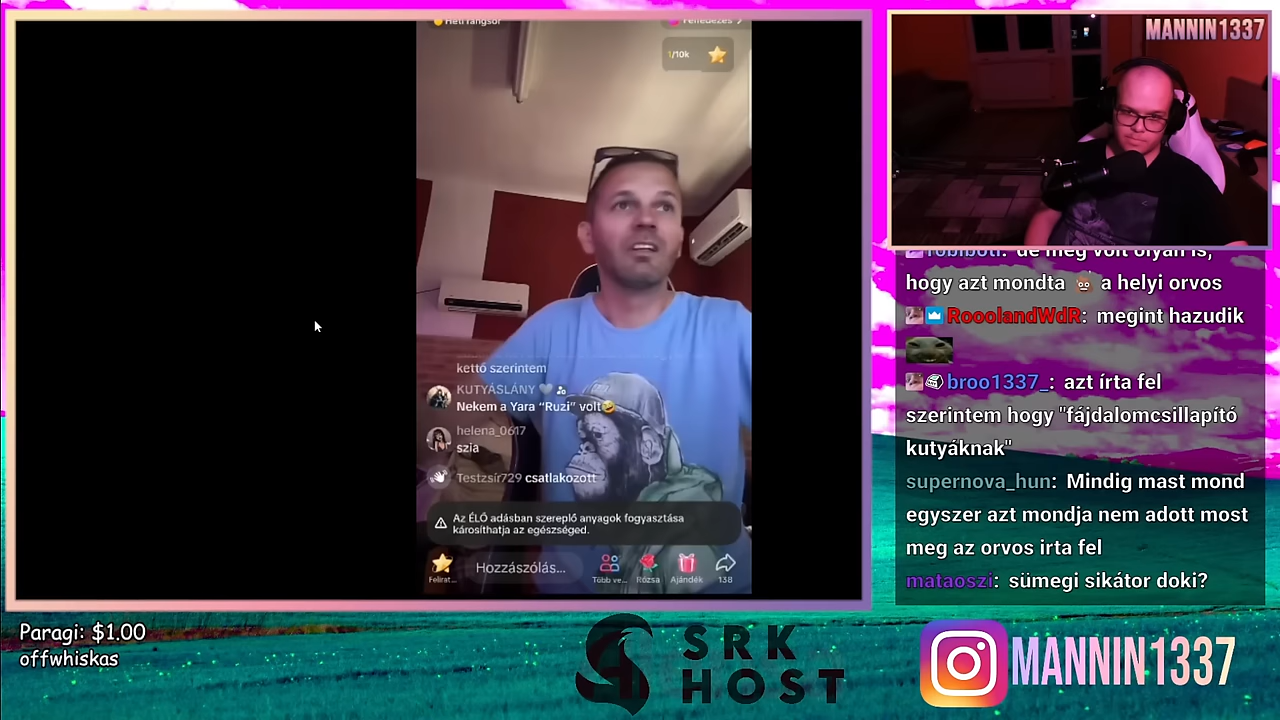 Heti rangsor
Felfedezés >
1/10k
MANNIN1337
kettő szerintem
KUTYÁSLÁNY
Nekem a Yara “Ruzi” volt🤣
helena_0617
szia
Testzsír729 csatlakozott
Az ÉLŐ adásban szereplő anyagok fogyasztása
károsíthatja az egészséged.
Felirat...
Hozzászólás...
Több ve...
Rózsa
Ajándék
138
robiboti: de még volt olyan is,
hogy azt mondta 💩 a helyi orvos
RooolandWdR: megint hazudik
broo1337_: azt írta fel
szerintem hogy "fájdalomcsillapító
kutyáknak"
supernova_hun: Mindig mast mond
egyszer azt mondja nem adott most
meg az orvos irta fel
mataoszi: sümegi sikátor doki?
Paragi: $1.00
offwhiskas
SRK
HOST
MANNIN1337